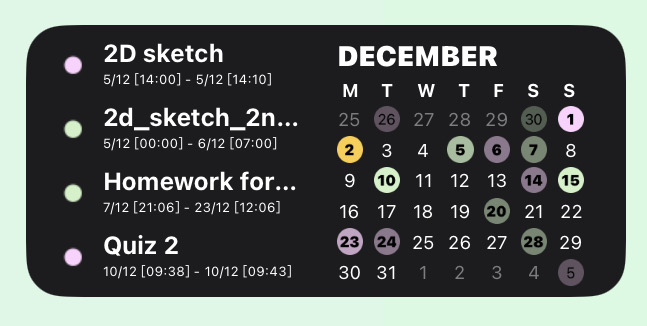 2D sketch
5/12 [14:00] - 5/12 [14:10]
2d_sketch_2n...
5/12 [00:00] - 6/12 [07:00]
Homework for...
7/12 [21:06] - 23/12 [12:06]
Quiz 2
10/12 [09:38] - 10/12 [09:43]
DECEMBER
M T W T F S S
25 26 27 28 29 30 1
2 3 4 5 6 7 8
9 10 11 12 13 14 15
16 17 18 19 20 21 22
23 24 25 26 27 28 29
30 31 1 2 3 4 5